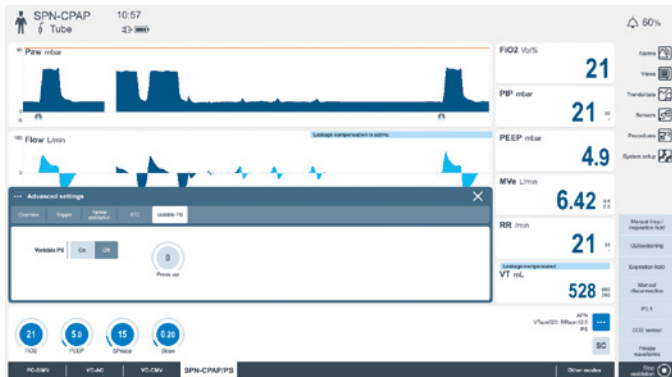 SPN-CPAP
Tube
10:57
60%
Paw mbar
Flow L/min
Leakage compensation is active.
FiO2 Vol%
21
PIP mbar
21
PEEP mbar
4.9
MVe L/min
6.42
RR /min
21
Leakage-compensated
VT mL
528
Alarms
Views
Trends/data
Sensors
Procedures
System setup
Manual insp./
inspiration hold
Expiration hold
Manual
disconnection
P0.1
CO2 sensor
Freeze
waveforms
Stop
ventilation
Advanced settings
Overview
Trigger
Apnea
ventilation
ATC
Variable PS
Variable PS
On
Off
0
Press. var
21
5.0
15
0.20
FiO2
PEEP
Slope
APN
PS
SC
PC-SIMV
VC-AC
VC-CMV
SPN-CPAP/PS
Other modes